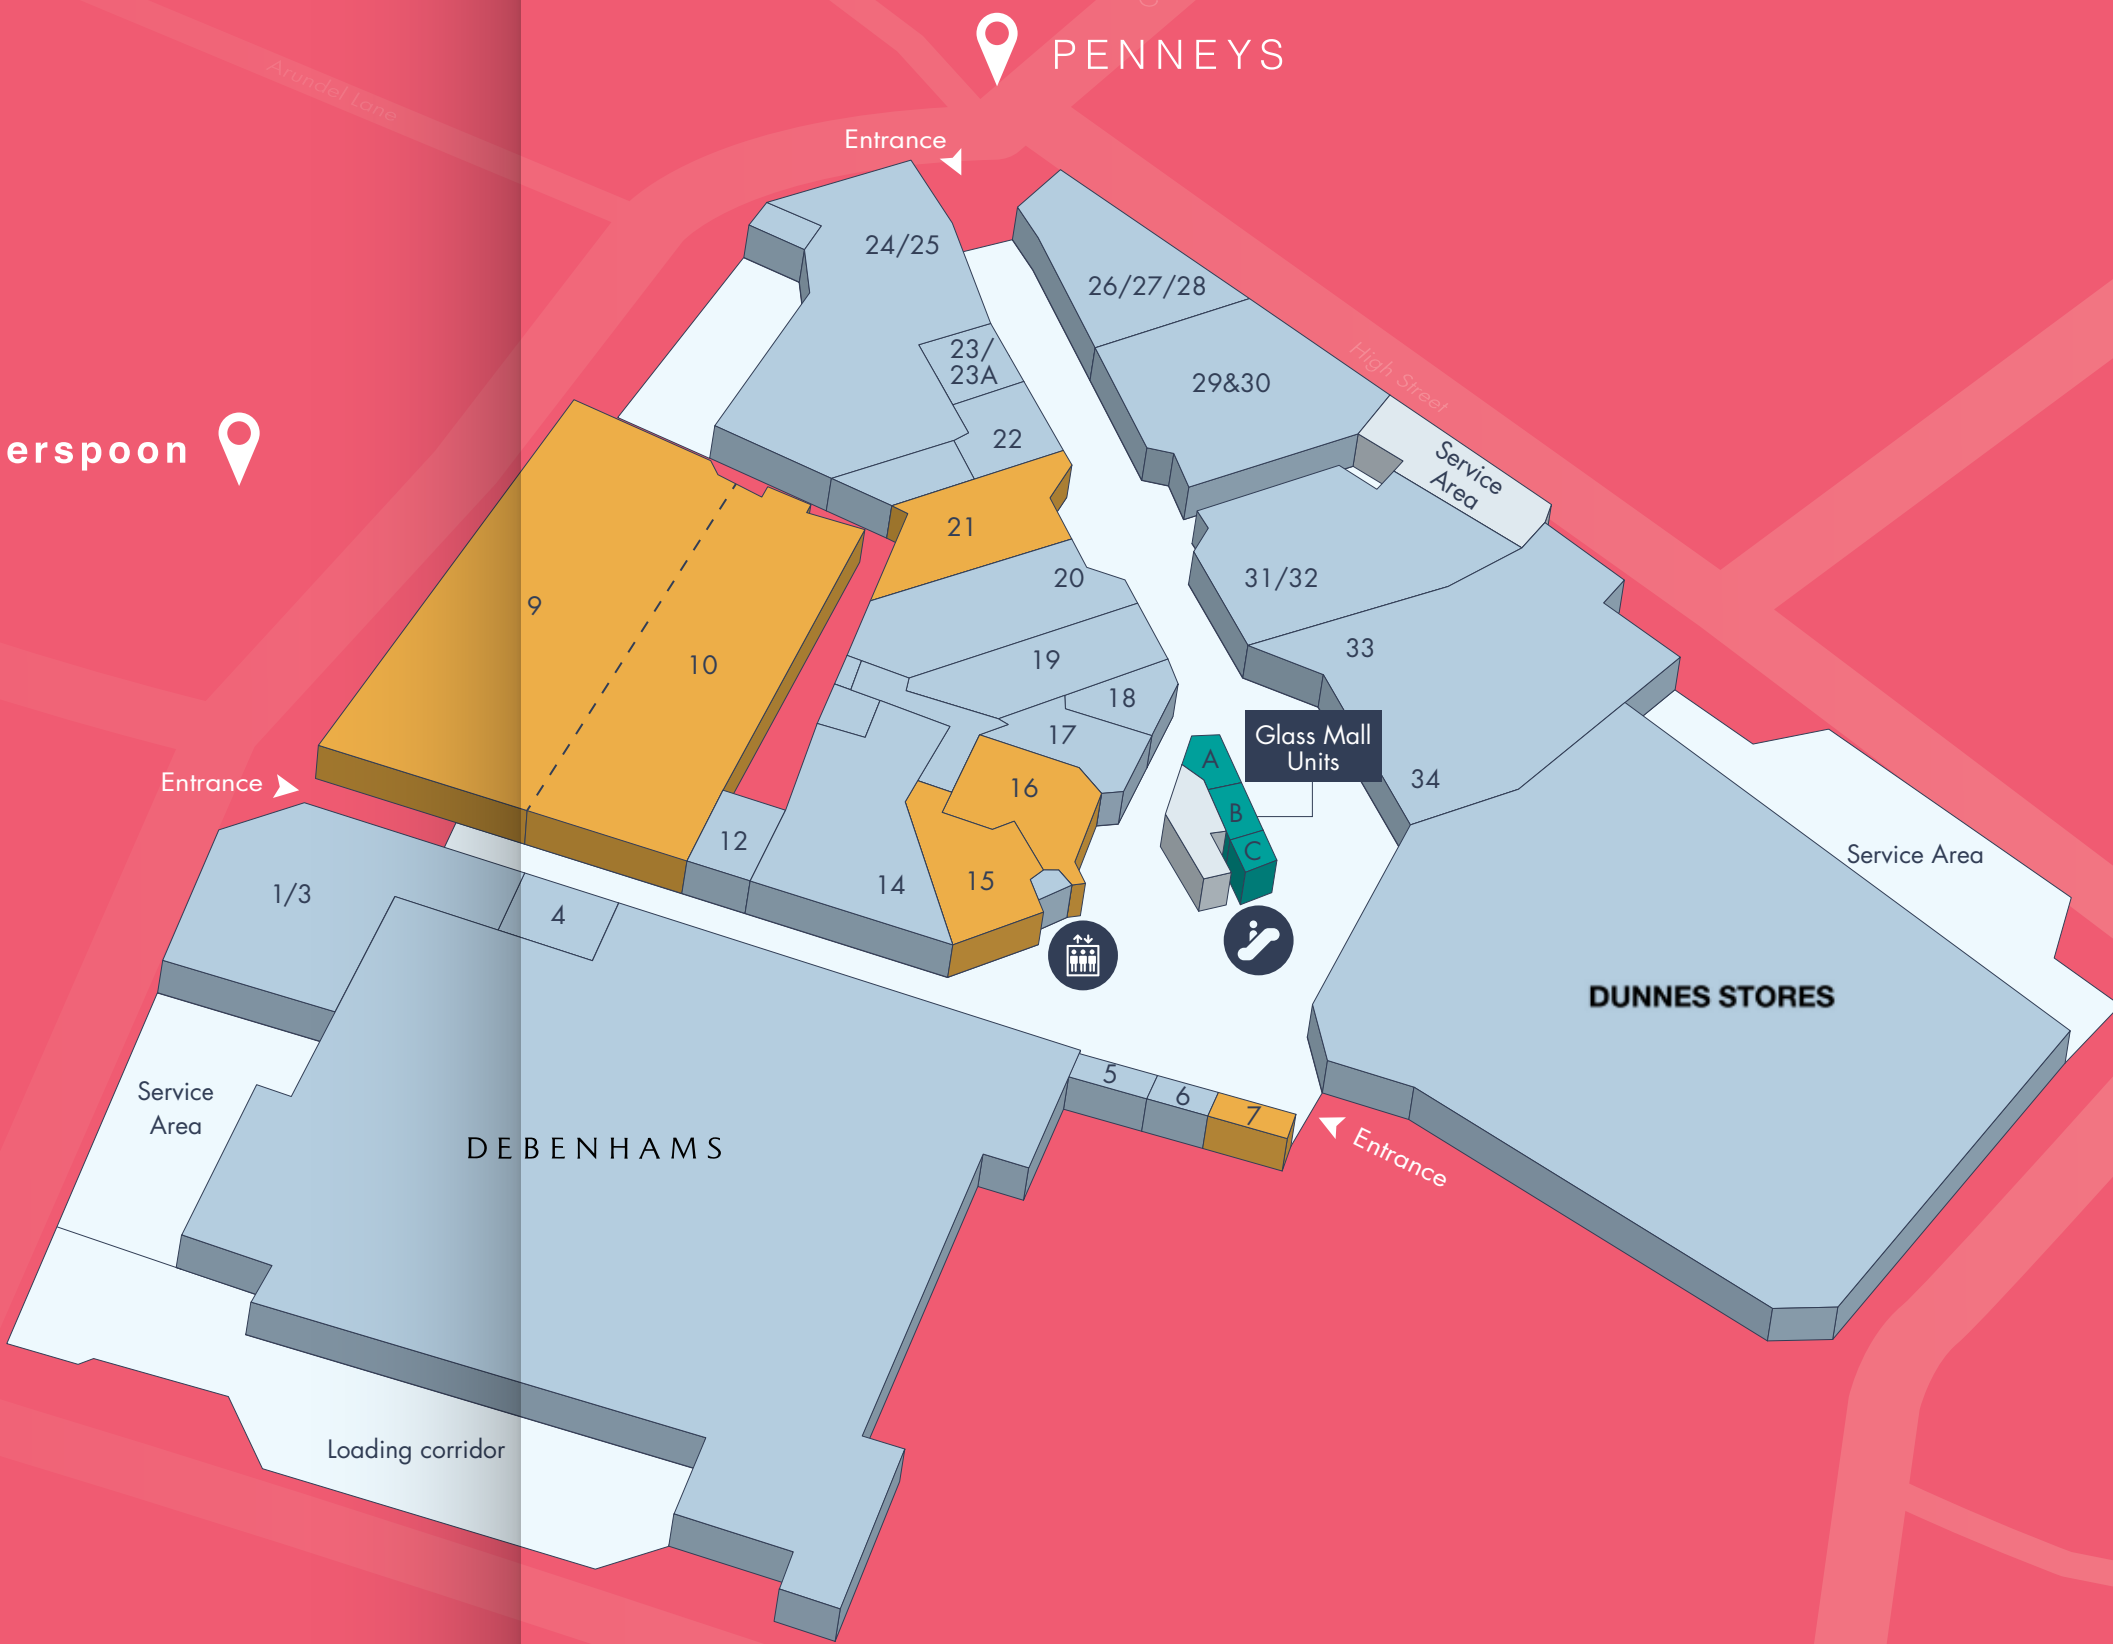 PENNEYS
Arundel Lane
Entrance
24/25
26/27/28
23/
23A
29&30
High Street
22
erspoon
Service
Area
21
20
31/32
9
10
19
33
18
17
Glass Mall
Units
A
16
34
Entrance
B
12
C
Service Area
1/3
14
15
4
DUNNES STORES
5
6
7
Service
Area
Entrance
DEBENHAMS
Loading corridor